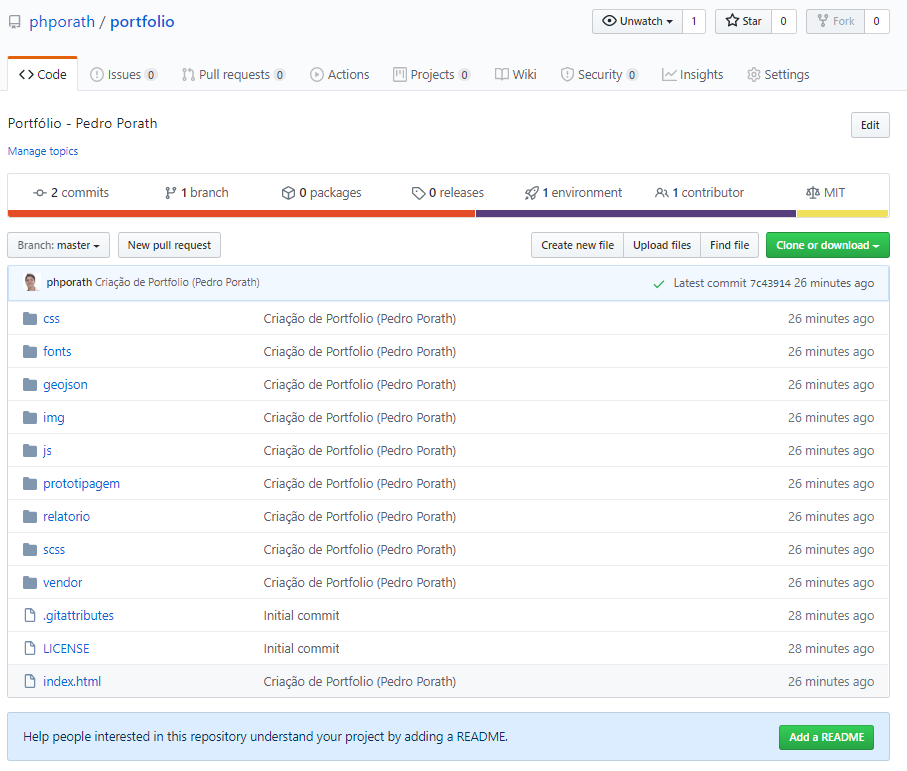 phporath / portfolio
Unwatch 1 Star 0 Fork 0
Code Issues 0 Pull requests 0 Actions Projects 0 Wiki Security 0 Insights Settings
Portfólio - Pedro Porath Edit
Manage topics
2 commits 1 branch 0 packages 0 releases 1 environment 1 contributor MIT
Branch: master New pull request Create new file Upload files Find file Clone or download
phporath Criação de Portfolio (Pedro Porath) Latest commit 7c43914 26 minutes ago
css Criação de Portfolio (Pedro Porath) 26 minutes ago
fonts Criação de Portfolio (Pedro Porath) 26 minutes ago
geojson Criação de Portfolio (Pedro Porath) 26 minutes ago
img Criação de Portfolio (Pedro Porath) 26 minutes ago
js Criação de Portfolio (Pedro Porath) 26 minutes ago
prototipagem Criação de Portfolio (Pedro Porath) 26 minutes ago
relatorio Criação de Portfolio (Pedro Porath) 26 minutes ago
scss Criação de Portfolio (Pedro Porath) 26 minutes ago
vendor Criação de Portfolio (Pedro Porath) 26 minutes ago
.gitattributes Initial commit 28 minutes ago
LICENSE Initial commit 28 minutes ago
index.html Criação de Portfolio (Pedro Porath) 26 minutes ago
Help people interested in this repository understand your project by adding a README. Add a README